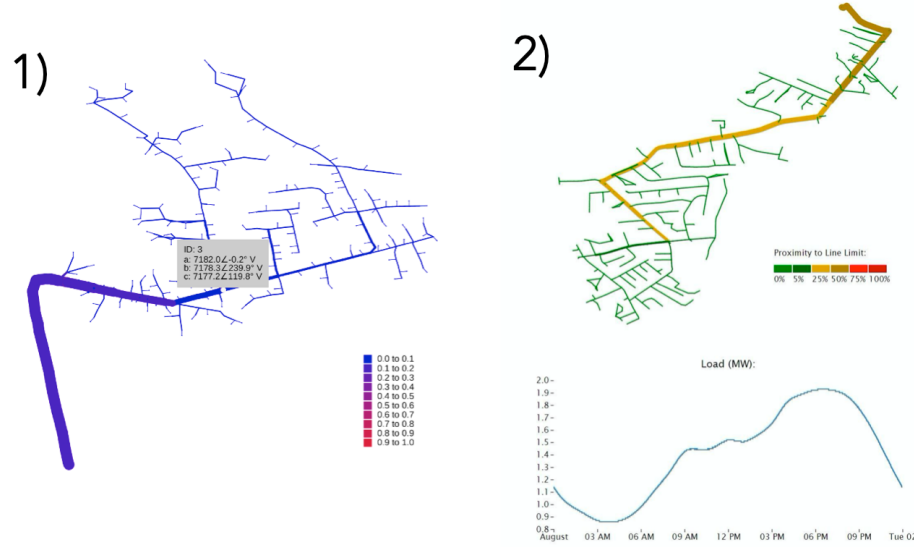 1)
ID: 3
a: 7182.0∠-0.2° V
b: 7178.3∠239.9° V
c: 7177.2∠119.8° V
0.0 to 0.1
0.1 to 0.2
0.2 to 0.3
0.3 to 0.4
0.4 to 0.5
0.5 to 0.6
0.6 to 0.7
0.7 to 0.8
0.8 to 0.9
0.9 to 1.0
2)
Proximity to Line Limit:
0% 5% 25% 50% 75% 100%
Load (MW):
2.0
1.9
1.8
1.7
1.6
1.5
1.4
1.3
1.2
1.1
1.0
0.9
0.8
August 03 AM 06 AM 09 AM 12 PM 03 PM 06 PM 09 PM Tue 02